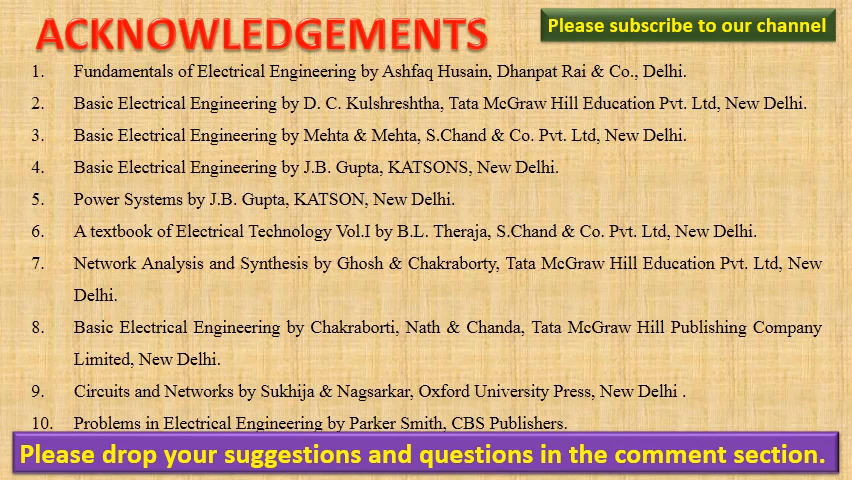 ACKNOWLEDGEMENTS
Please subscribe to our channel
1. Fundamentals of Electrical Engineering by Ashfaq Husain, Dhanpat Rai & Co., Delhi.
2. Basic Electrical Engineering by D. C. Kulshreshtha, Tata McGraw Hill Education Pvt. Ltd, New Delhi.
3. Basic Electrical Engineering by Mehta & Mehta, S.Chand & Co. Pvt. Ltd, New Delhi.
4. Basic Electrical Engineering by J.B. Gupta, KATSONS, New Delhi.
5. Power Systems by J.B. Gupta, KATSON, New Delhi.
6. A textbook of Electrical Technology Vol.I by B.L. Theraja, S.Chand & Co. Pvt. Ltd, New Delhi.
7. Network Analysis and Synthesis by Ghosh & Chakraborty, Tata McGraw Hill Education Pvt. Ltd, New
Delhi.
8. Basic Electrical Engineering by Chakraborti, Nath & Chanda, Tata McGraw Hill Publishing Company
Limited, New Delhi.
9. Circuits and Networks by Sukhija & Nagsarkar, Oxford University Press, New Delhi .
10. Problems in Electrical Engineering by Parker Smith, CBS Publishers.
Please drop your suggestions and questions in the comment section.